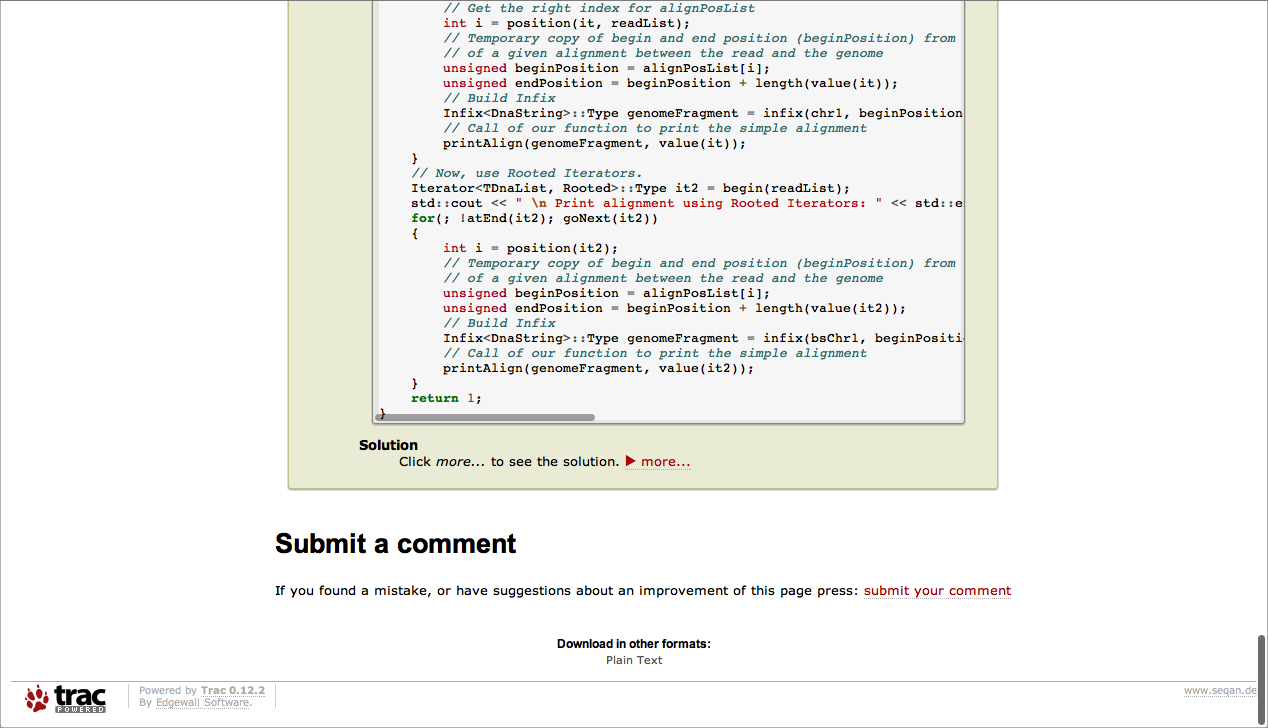 // Get the right index for alignPosList
int i = position(it, readList);
// Temporary copy of begin and end position (beginPosition) from
// of a given alignment between the read and the genome
unsigned beginPosition = alignPosList[i];
unsigned endPosition = beginPosition + length(value(it));
// Build Infix
Infix<DnaString>::Type genomeFragment = infix(chr1, beginPosition
// Call of our function to print the simple alignment
printAlign(genomeFragment, value(it));
}
// Now, use Rooted Iterators.
Iterator<TDnaList, Rooted>::Type it2 = begin(readList);
std::cout << " \n Print alignment using Rooted Iterators: " << std::e
for(; !atEnd(it2); goNext(it2))
{
int i = position(it2);
// Temporary copy of begin and end position (beginPosition) from
// of a given alignment between the read and the genome
unsigned beginPosition = alignPosList[i];
unsigned endPosition = beginPosition + length(value(it2));
// Build Infix
Infix<DnaString>::Type genomeFragment = infix(bsChr1, beginPositi
// Call of our function to print the simple alignment
printAlign(genomeFragment, value(it2));
}
return 1;
}
Solution
Click more... to see the solution. ▶ more...
Submit a comment
If you found a mistake, or have suggestions about an improvement of this page press: submit your comment
Download in other formats:
Plain Text
trac
POWERED
Powered by Trac 0.12.2
By Edgewall Software.
www.seqan.de